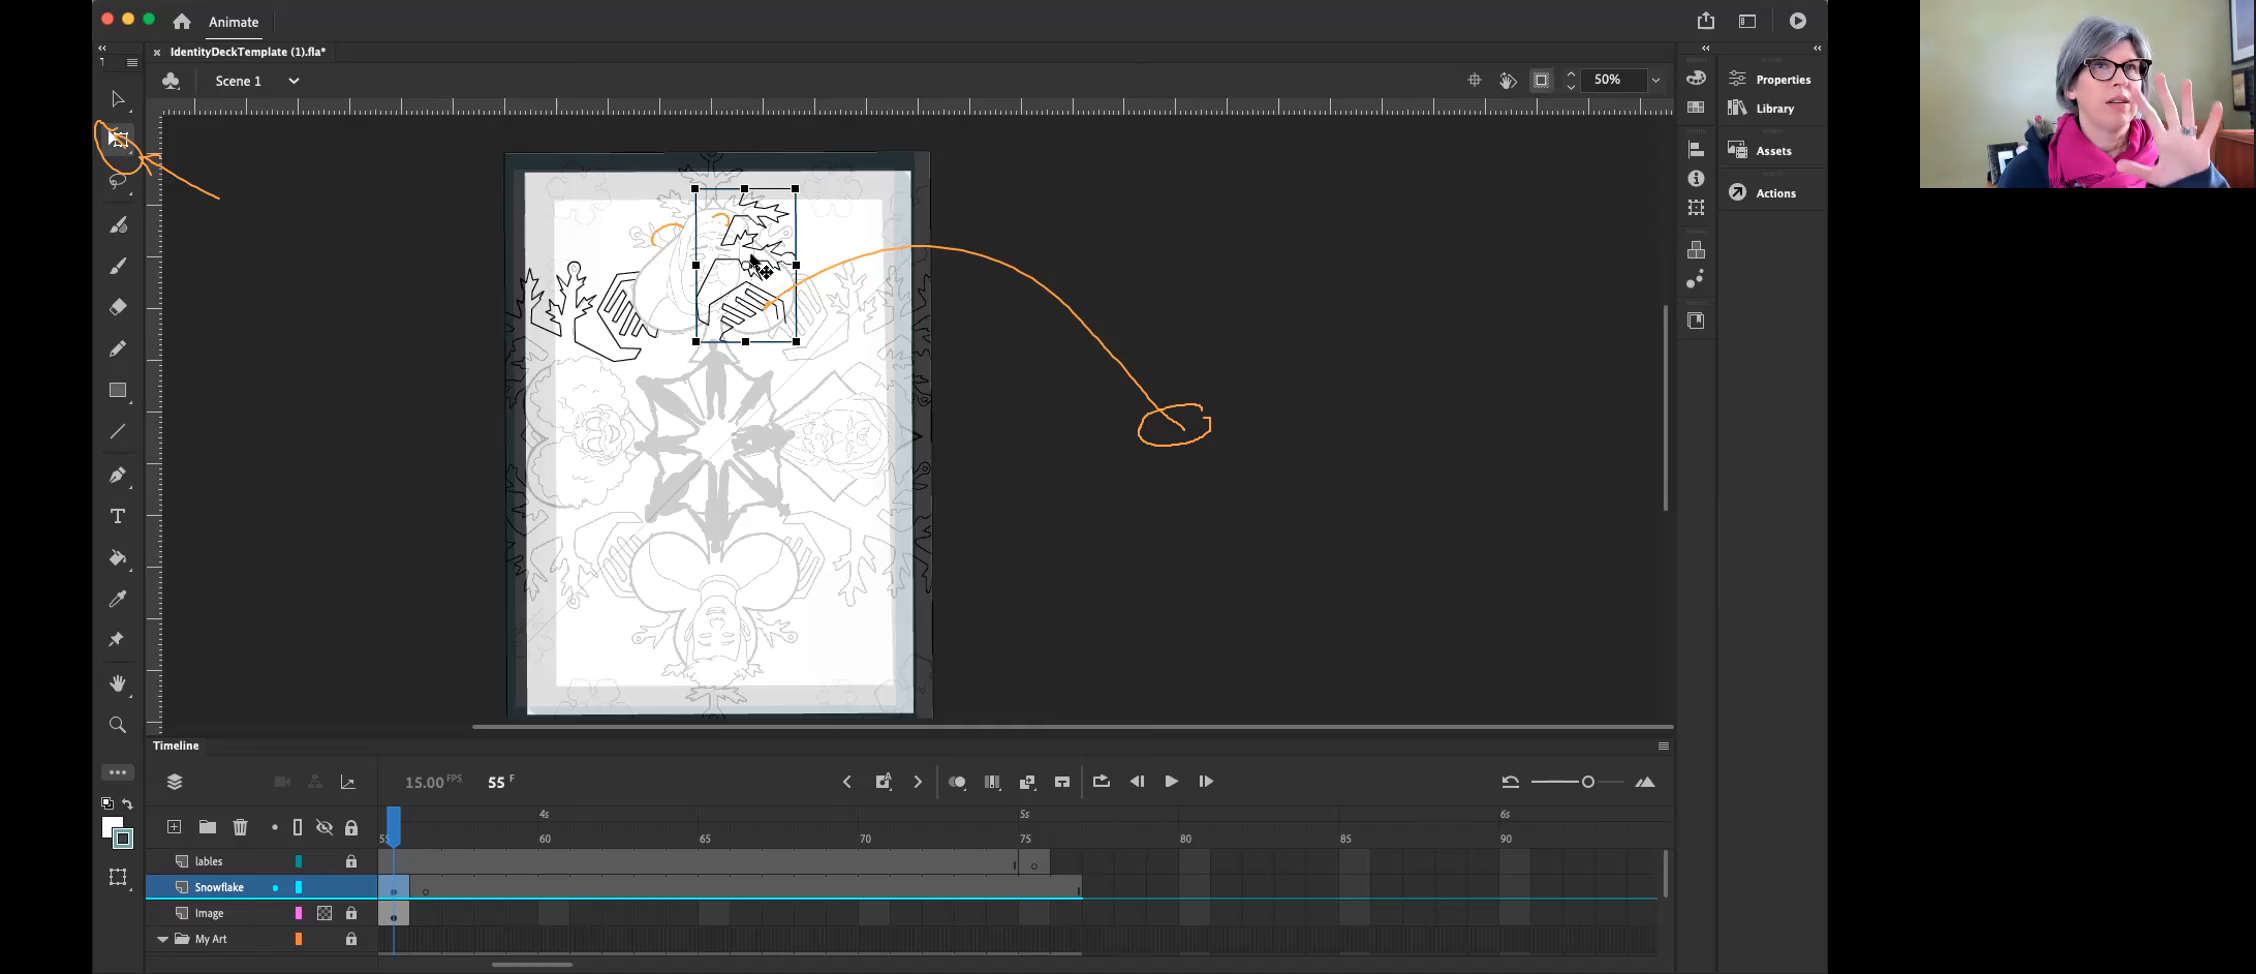 Animate
IdentityDeckTemplate (1).fla*
Scene 1
50%
Properties
Library
Assets
Actions
T
Timeline
15.00 FPS
55 F
4s
5s
6s
55
60
65
70
75
80
85
90
lables
Snowflake
Image
My Art